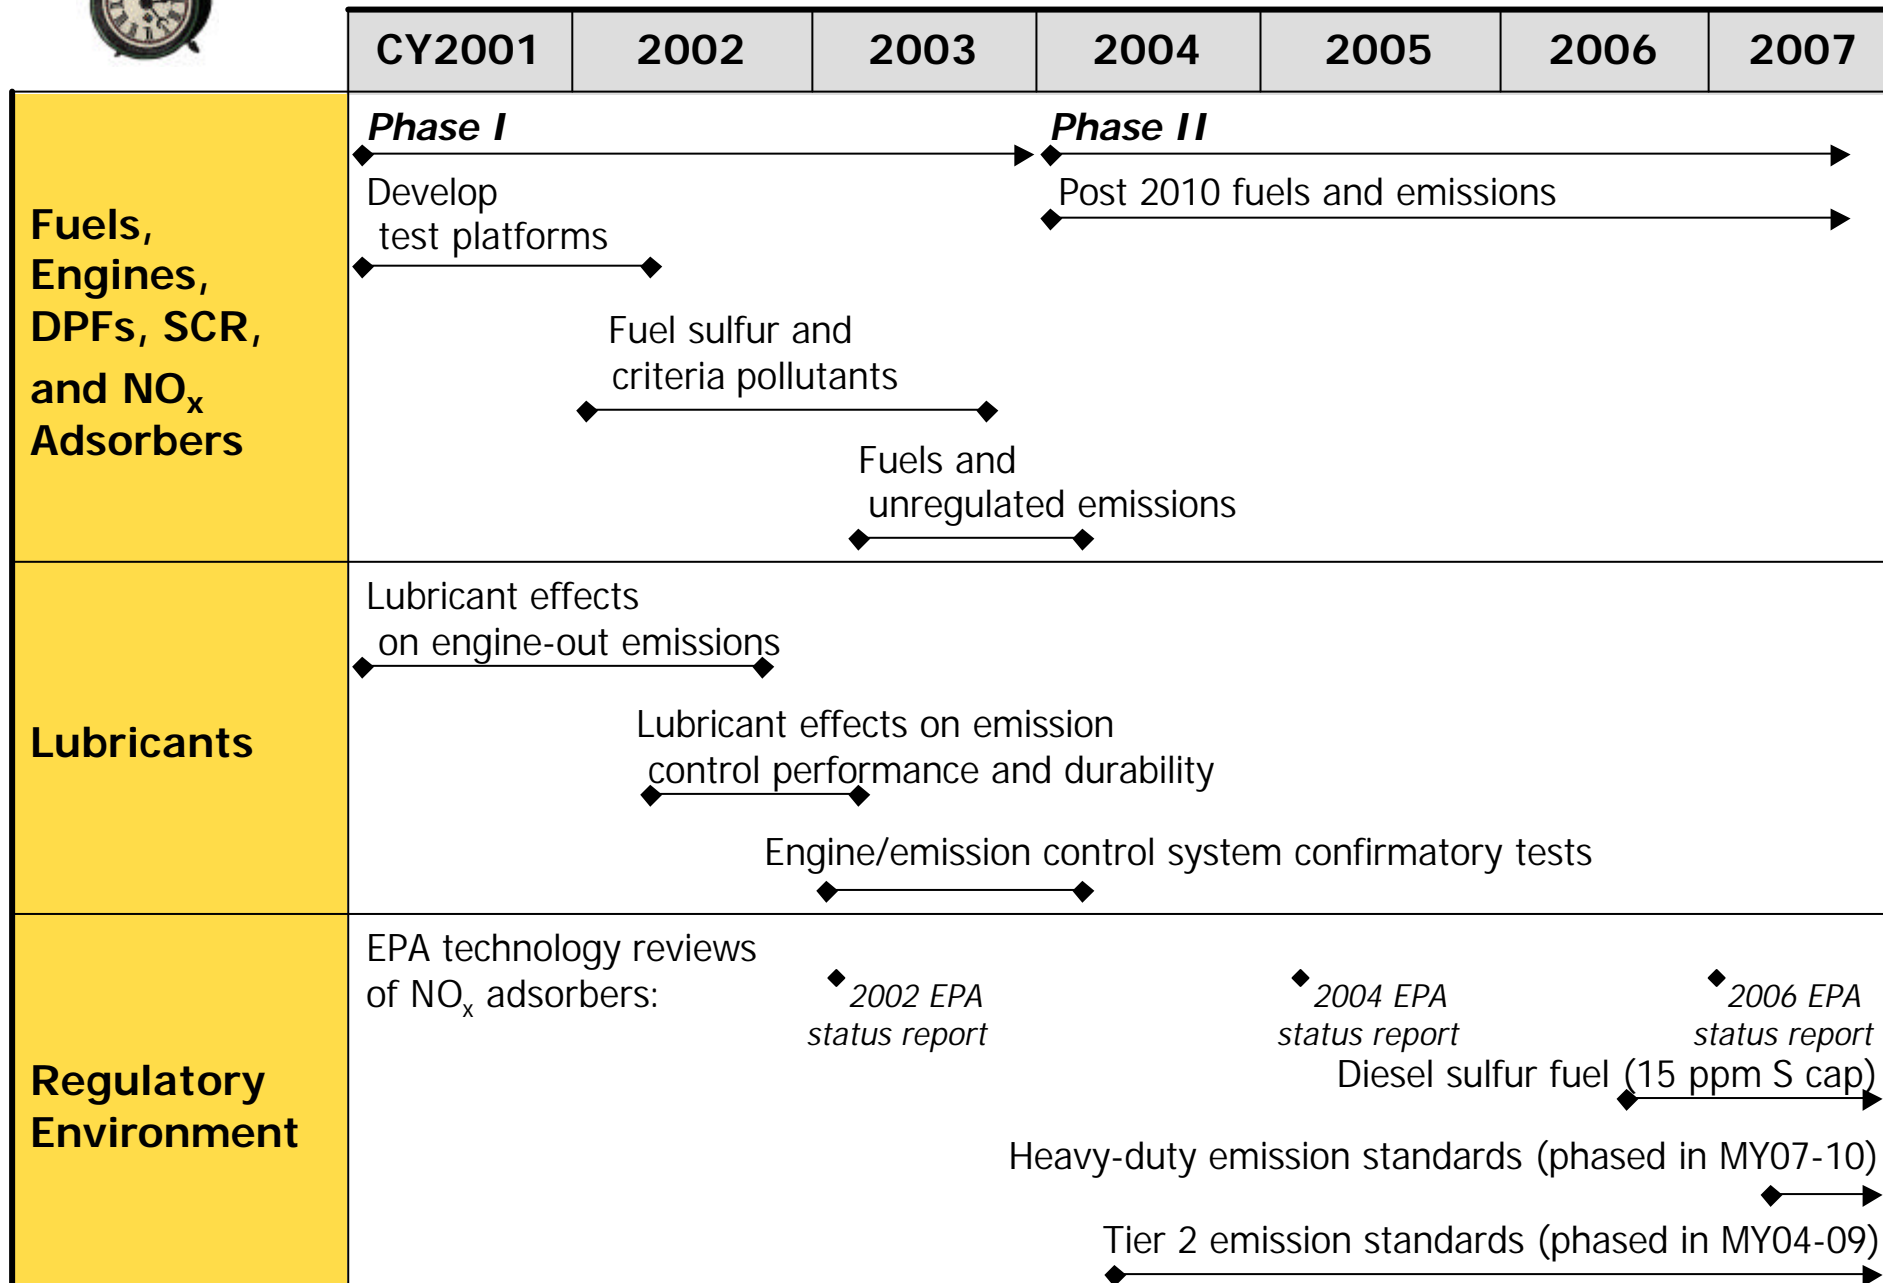 CY2001 2002 2003 2004 2005 2006 2007
Fuels,
Engines,
DPFs, SCR,
and NOx
Adsorbers
Phase I
Phase II
Develop
test platforms
Post 2010 fuels and emissions
Fuel sulfur and
criteria pollutants
Fuels and
unregulated emissions
Lubricants
Lubricant effects
on engine-out emissions
Lubricant effects on emission
control performance and durability
Engine/emission control system confirmatory tests
Regulatory
Environment
EPA technology reviews
of NOx adsorbers:
2002 EPA
status report
2004 EPA
status report
2006 EPA
status report
Diesel sulfur fuel (15 ppm S cap)
Heavy-duty emission standards (phased in MY07-10)
Tier 2 emission standards (phased in MY04-09)